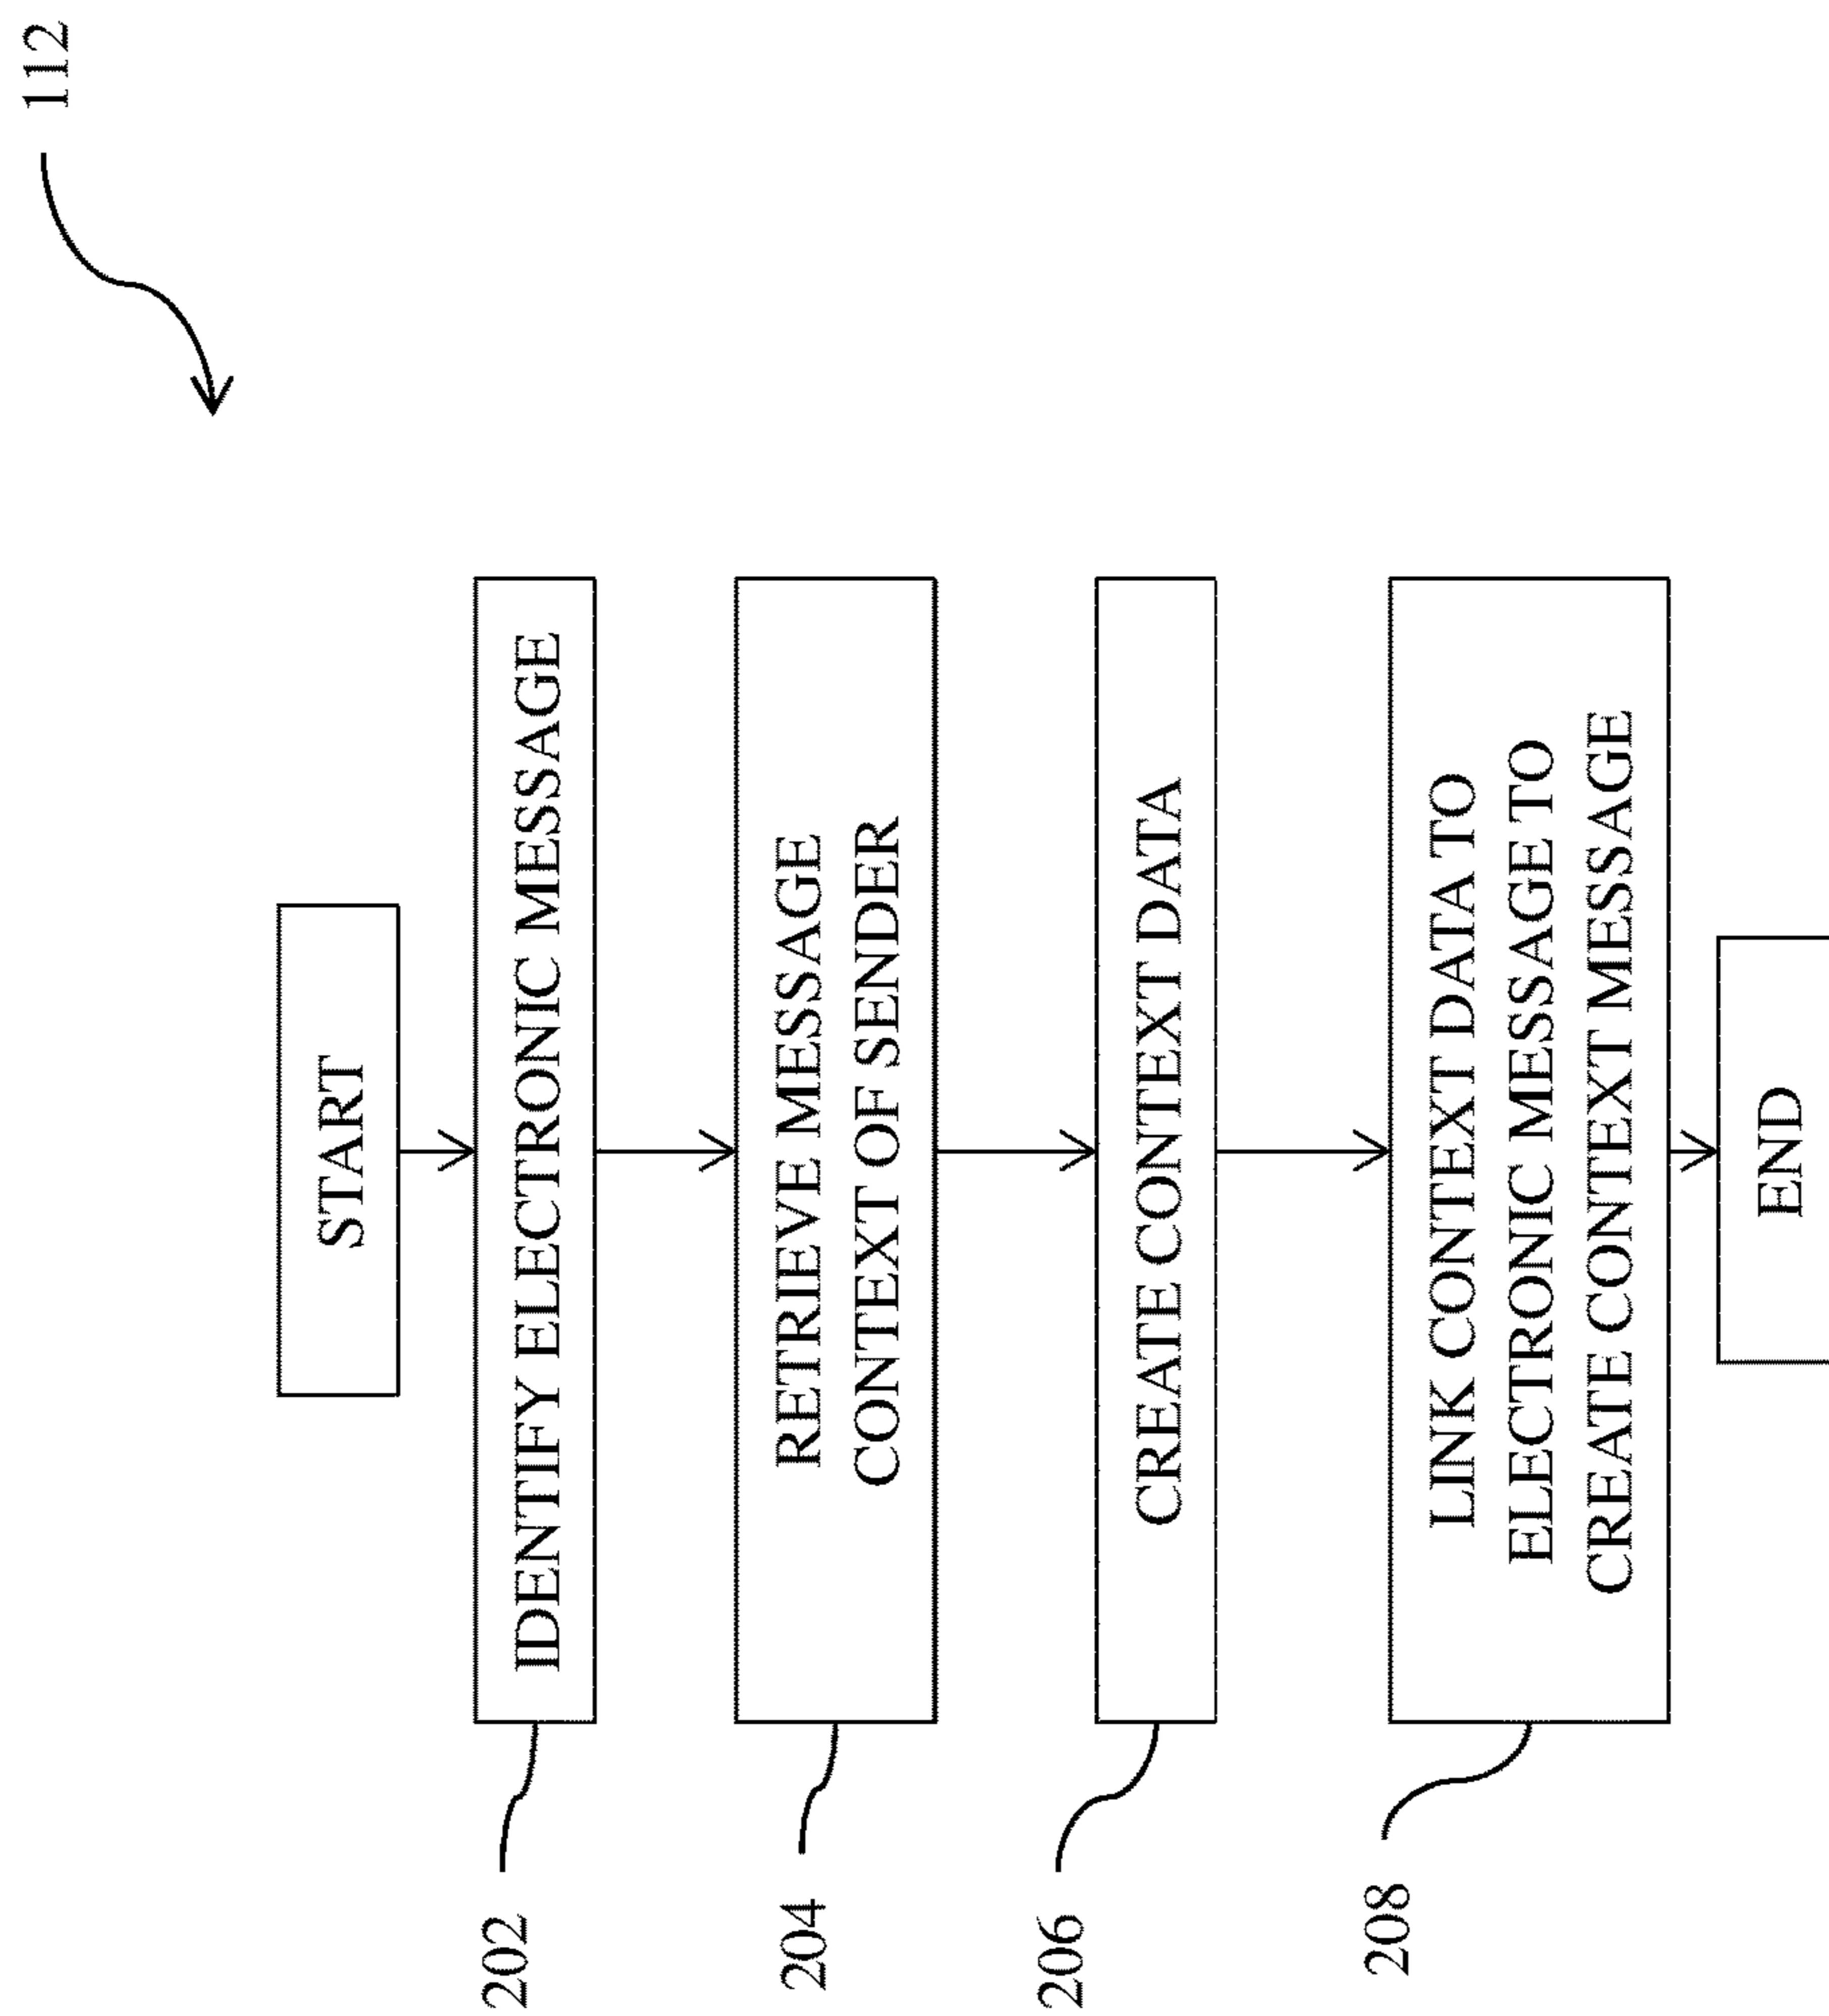 112
START
202
IDENTIFY ELECTRONIC MESSAGE
204
RETRIEVE MESSAGE
CONTEXT OF SENDER
206
CREATE CONTEXT DATA
208
LINK CONTEXT DATA TO
ELECTRONIC MESSAGE TO
CREATE CONTEXT MESSAGE
END